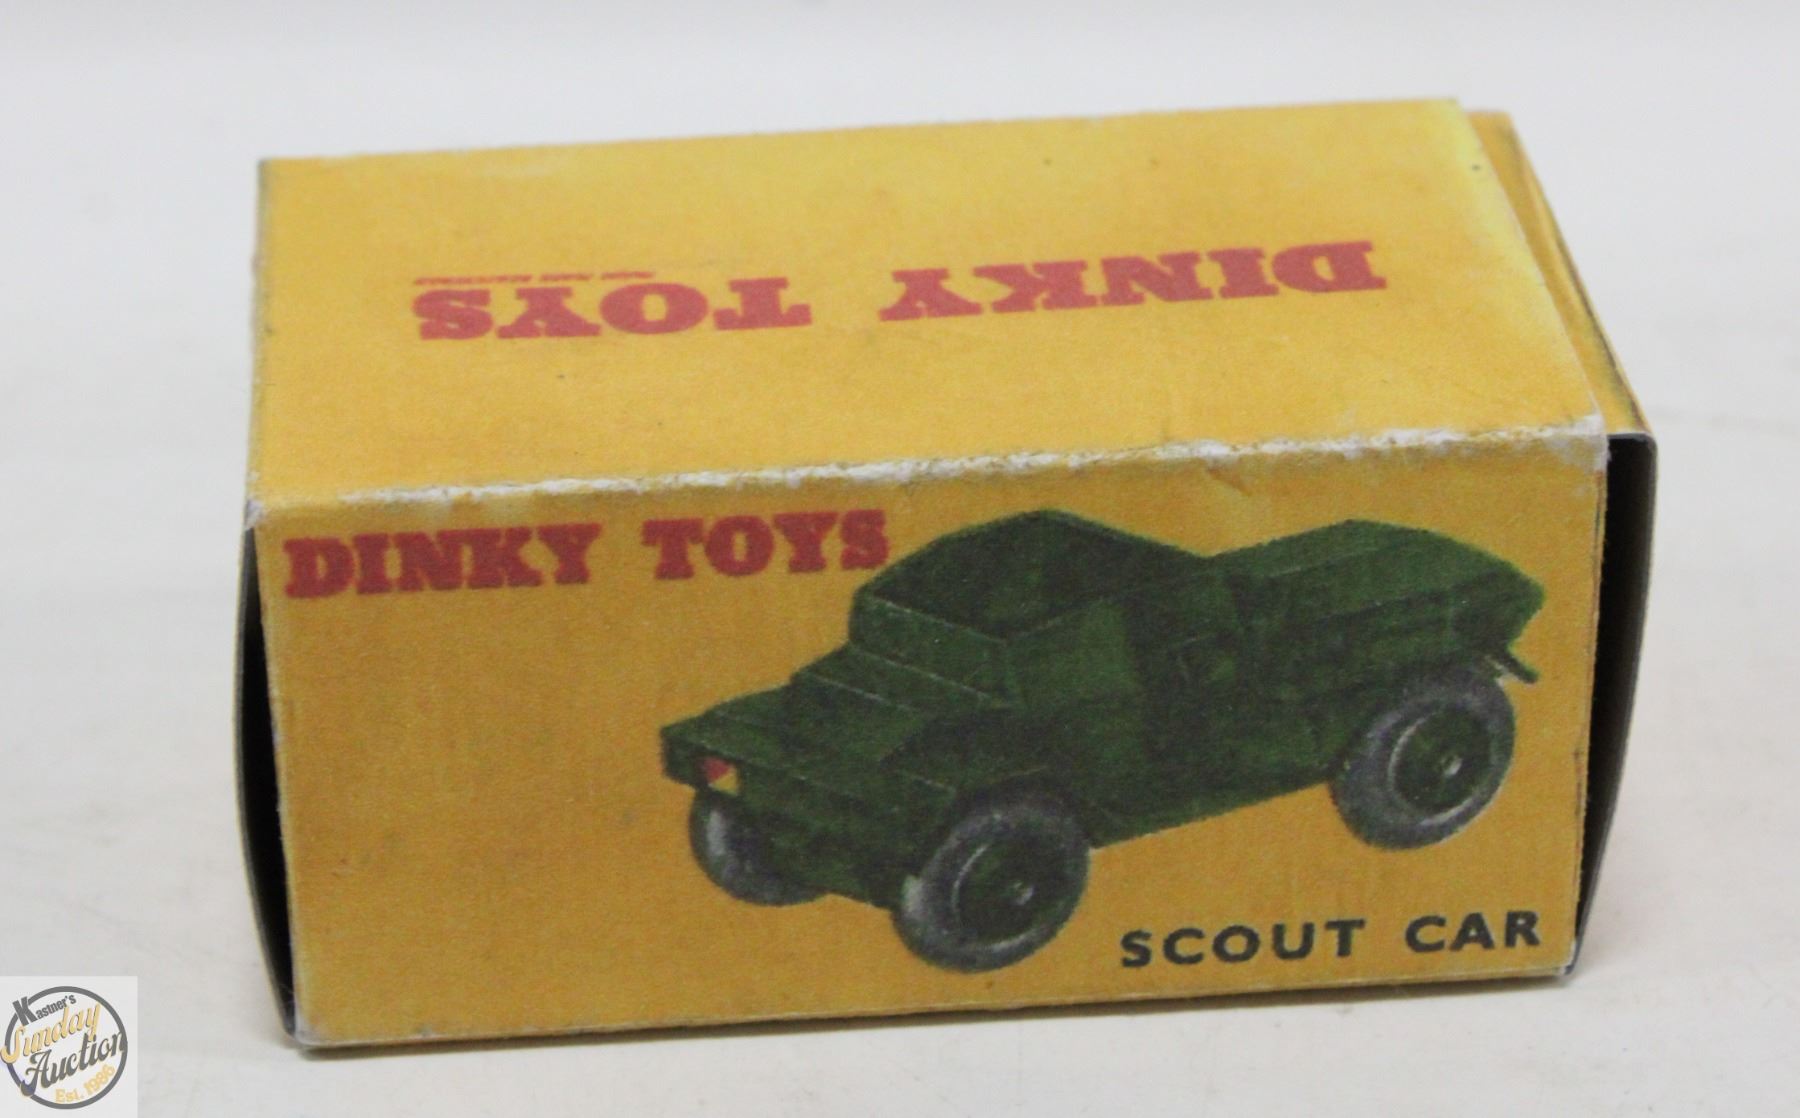 DINKY TOYS
DINKY TOYS
SCOUT CAR
Kastner's
Sunday
Auction
Est. 1986